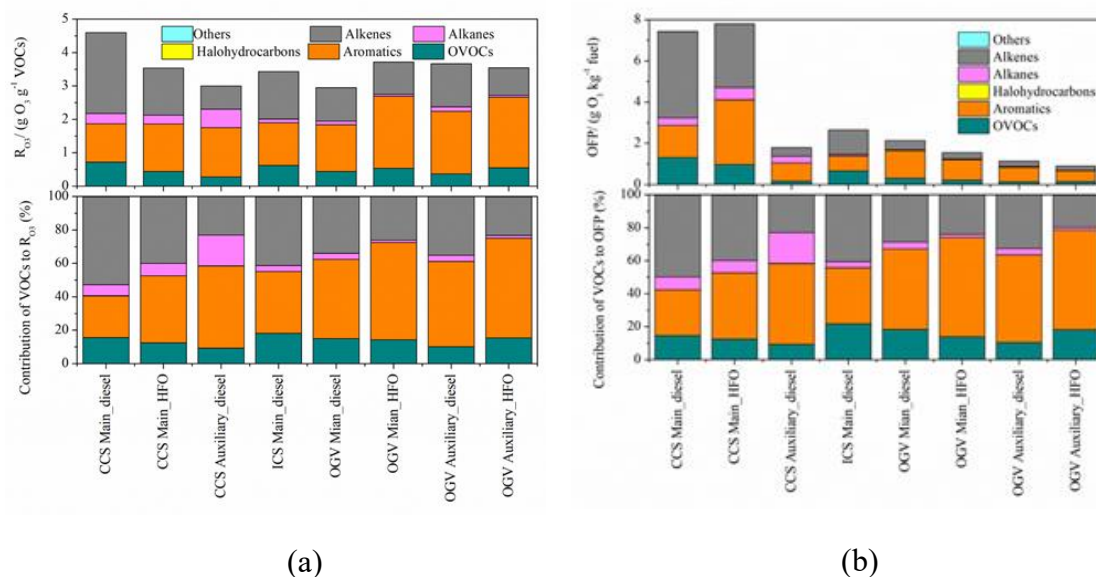 R_O3/ (g O_3 g^-1 VOCs)
5
4
3
2
1
0
Others
Alkenes
Alkanes
Halohydrocarbons
Aromatics
OVOCs
Contribution of VOCs to R_O3 (%)
100
80
60
40
20
0
CCS Main_diesel
CCS Main_HFO
CCS Auxiliary_diesel
ICS Main_diesel
OGV Mian_diesel
OGV Mian_HFO
OGV Auxiliary_diesel
OGV Auxiliary_HFO
(a)
OFP/ (g O_3 kg^-1 fuel)
8
6
4
2
0
Others
Alkenes
Alkanes
Halohydrocarbons
Aromatics
OVOCs
Contribution of VOCs to OFP (%)
100
80
60
40
20
0
CCS Main_diesel
CCS Main_HFO
CCS Auxiliary_diesel
ICS Main_diesel
OGV Mian_diesel
OGV Mian_HFO
OGV Auxiliary_diesel
OGV Auxiliary_HFO
(b)